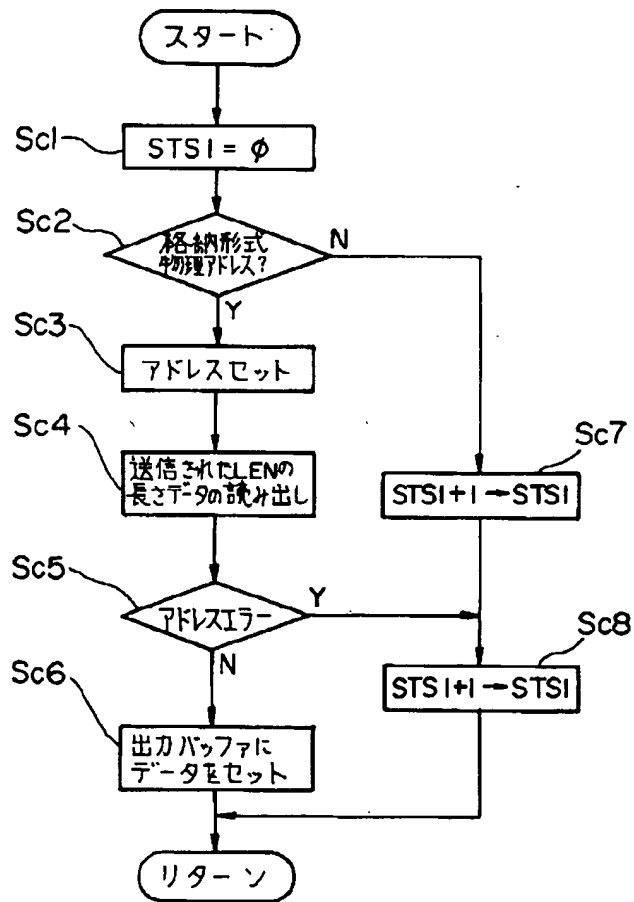 スタート
Sc1
STS1 = φ
Sc2
格納形式
物理アドレス?
N
Y
Sc3
アドレスセット
Sc4
送信されたLENの
長さデータの読み出し
Sc7
STS1+1→STS1
Sc5
アドレスエラー
Y
N
Sc8
STS1+1→STS1
Sc6
出力バッファに
データをセット
リターン